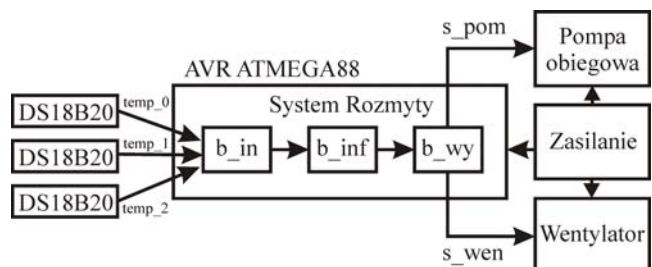 s_pom
Pompa
obiegowa
AVR ATMEGA88
System Rozmyty
DS18B20
temp_0
DS18B20
temp_1
DS18B20
temp_2
b_in
b_inf
b_wy
Zasilanie
s_wen
Wentylator